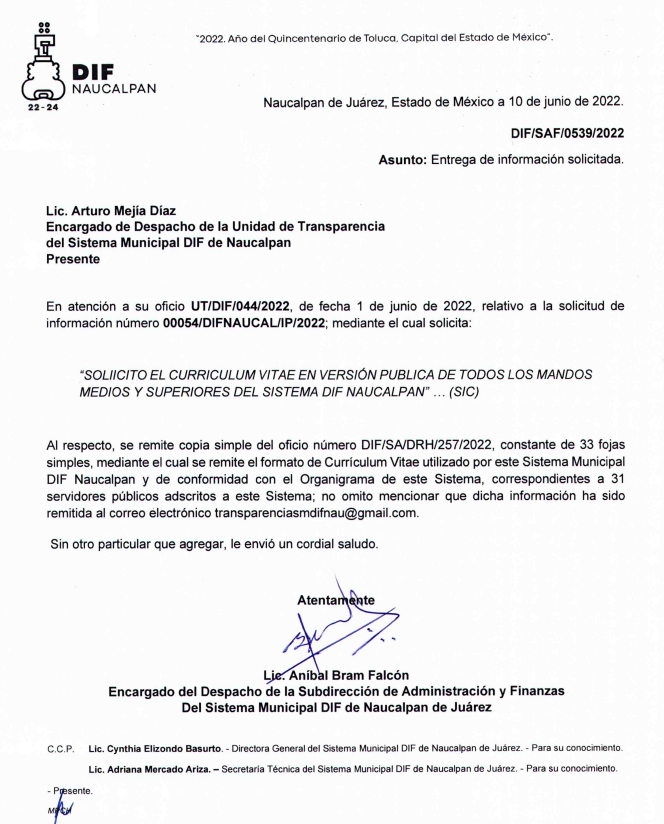 "2022. Año del Quincentenario de Toluca, Capital del Estado de México".
DIF
NAUCALPAN
22-24
Naucalpan de Juárez, Estado de México a 10 de junio de 2022.
DIF/SAF/0539/2022
Asunto: Entrega de información solicitada.
Lic. Arturo Mejía Díaz
Encargado de Despacho de la Unidad de Transparencia
del Sistema Municipal DIF de Naucalpan
Presente
En atención a su oficio UT/DIF/044/2022, de fecha 1 de junio de 2022, relativo a la solicitud de
información número 00054/DIFNAUCAL/IP/2022; mediante el cual solicita:
"SOLIICITO EL CURRICULUM VITAE EN VERSIÓN PUBLICA DE TODOS LOS MANDOS
MEDIOS Y SUPERIORES DEL SISTEMA DIF NAUCALPAN" ... (SIC)
Al respecto, se remite copia simple del oficio número DIF/SA/DRH/257/2022, constante de 33 fojas
simples, mediante el cual se remite el formato de Currículum Vitae utilizado por este Sistema Municipal
DIF Naucalpan y de conformidad con el Organigrama de este Sistema, correspondientes a 31
servidores públicos adscritos a este Sistema; no omito mencionar que dicha información ha sido
remitida al correo electrónico transparenciasmdifnau@gmail.com.
Sin otro particular que agregar, le envió un cordial saludo.
Atentamente
Lic. Aníbal Bram Falcón
Encargado del Despacho de la Subdirección de Administración y Finanzas
Del Sistema Municipal DIF de Naucalpan de Juárez
C.C.P. Lic. Cynthia Elizondo Basurto. - Directora General del Sistema Municipal DIF de Naucalpan de Juárez. - Para su conocimiento.
Lic. Adriana Mercado Ariza. – Secretaría Técnica del Sistema Municipal DIF de Naucalpan de Juárez. - Para su conocimiento.
- Presente.